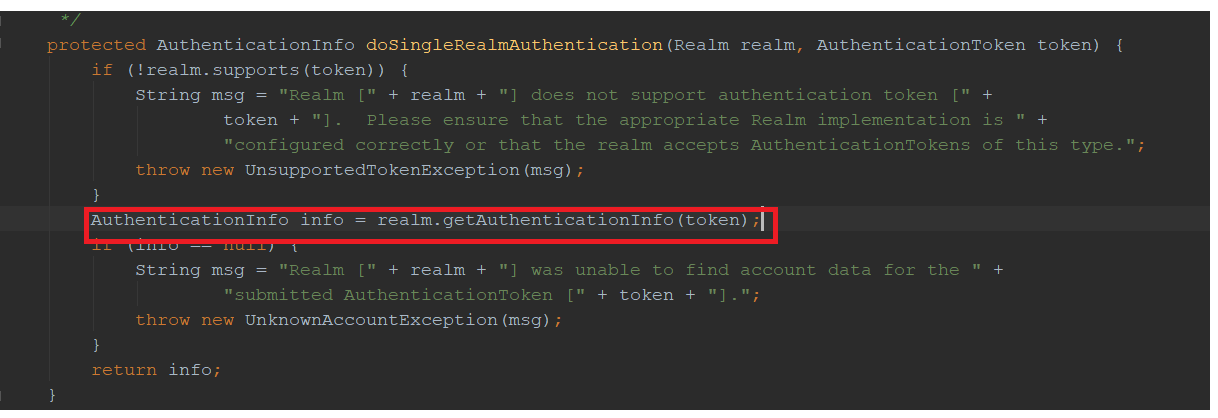 */
protected AuthenticationInfo doSingleRealmAuthentication(Realm realm, AuthenticationToken token) {
if (!realm.supports(token)) {
String msg = "Realm [" + realm + "] does not support authentication token [" +
token + "].  Please ensure that the appropriate Realm implementation is " +
"configured correctly or that the realm accepts AuthenticationTokens of this type.";
throw new UnsupportedTokenException(msg);
}
AuthenticationInfo info = realm.getAuthenticationInfo(token);
if (info == null) {
String msg = "Realm [" + realm + "] was unable to find account data for the " +
"submitted AuthenticationToken [" + token + "].";
throw new UnknownAccountException(msg);
}
return info;
}